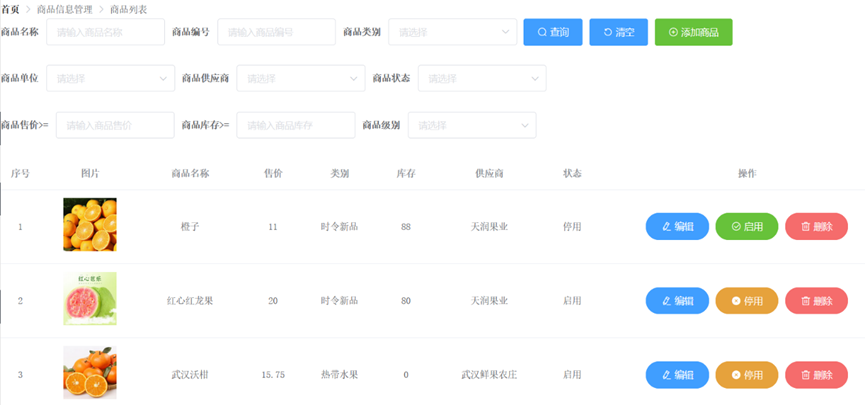 首页 > 商品信息管理 > 商品列表
商品名称 请输入商品名称 商品编号 请输入商品编号 商品类别 请选择 查询 清空 添加商品
商品单位 请选择 商品供应商 请选择 商品状态 请选择
商品售价>= 请输入商品售价 商品库存>= 请输入商品库存 商品级别 请选择
序号 图片 商品名称 售价 类别 库存 供应商 状态 操作
1 橙子 11 时令新品 88 天润果业 停用 编辑 启用 删除
2 红心红龙果 20 时令新品 80 天润果业 启用 编辑 停用 删除
3 武汉沃柑 15.75 热带水果 0 武汉鲜果农庄 启用 编辑 停用 删除